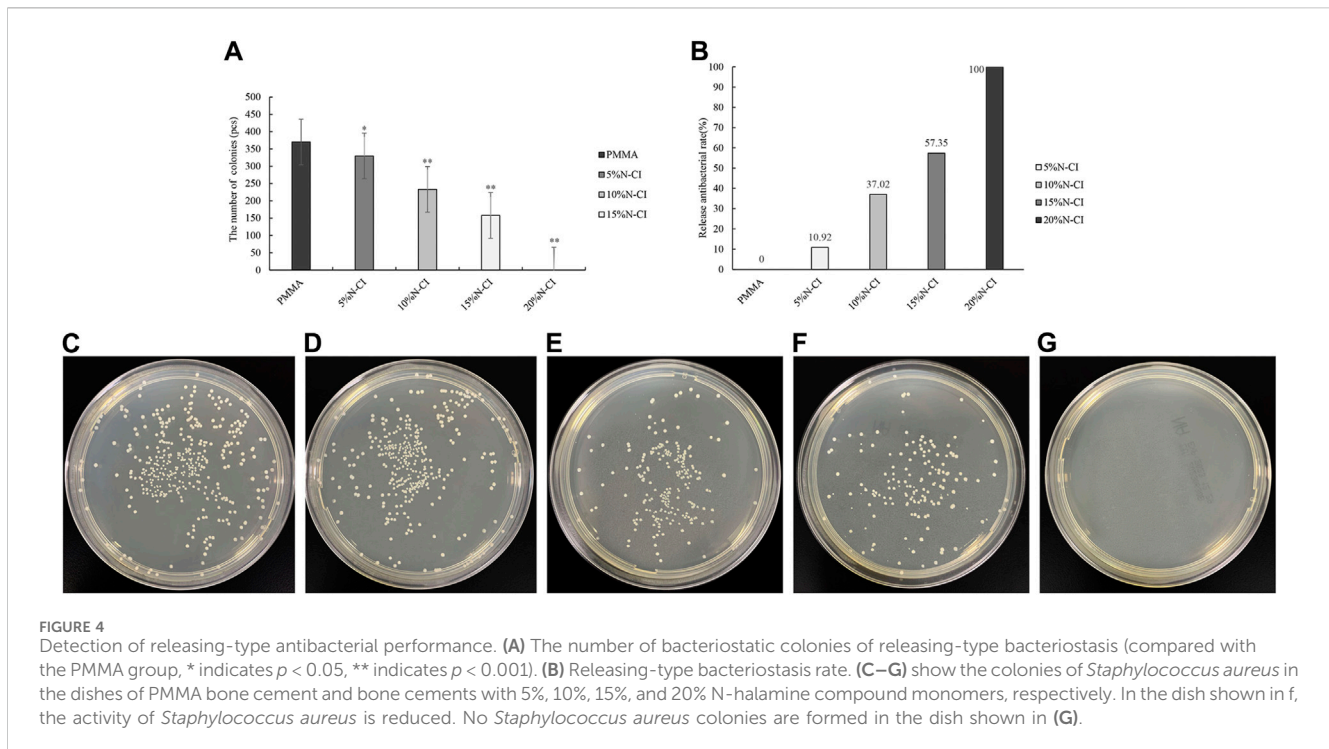 A
The number of colonies (pcs)
500
450
400
350
300
250
200
150
100
50
0
*
**
**
**
PMMA
5%N-CI
10%N-CI
15%N-CI
20%N-CI
PMMA
5%N-CI
10%N-CI
15%N-CI
B
Release antibacterial rate(%)
100
90
80
70
60
50
40
30
20
10
0
0
10.92
37.02
57.35
100
PMMA
5%N-CI
10%N-CI
15%N-CI
20%N-CI
5%N-CI
10%N-CI
15%N-CI
20%N-CI
C
D
E
F
G
FIGURE 4
Detection of releasing-type antibacterial performance. (A) The number of bacteriostatic colonies of releasing-type bacteriostasis (compared with
the PMMA group, * indicates p < 0.05, ** indicates p < 0.001). (B) Releasing-type bacteriostasis rate. (C–G) show the colonies of Staphylococcus aureus in
the dishes of PMMA bone cement and bone cements with 5%, 10%, 15%, and 20% N-halamine compound monomers, respectively. In the dish shown in f,
the activity of Staphylococcus aureus is reduced. No Staphylococcus aureus colonies are formed in the dish shown in (G).